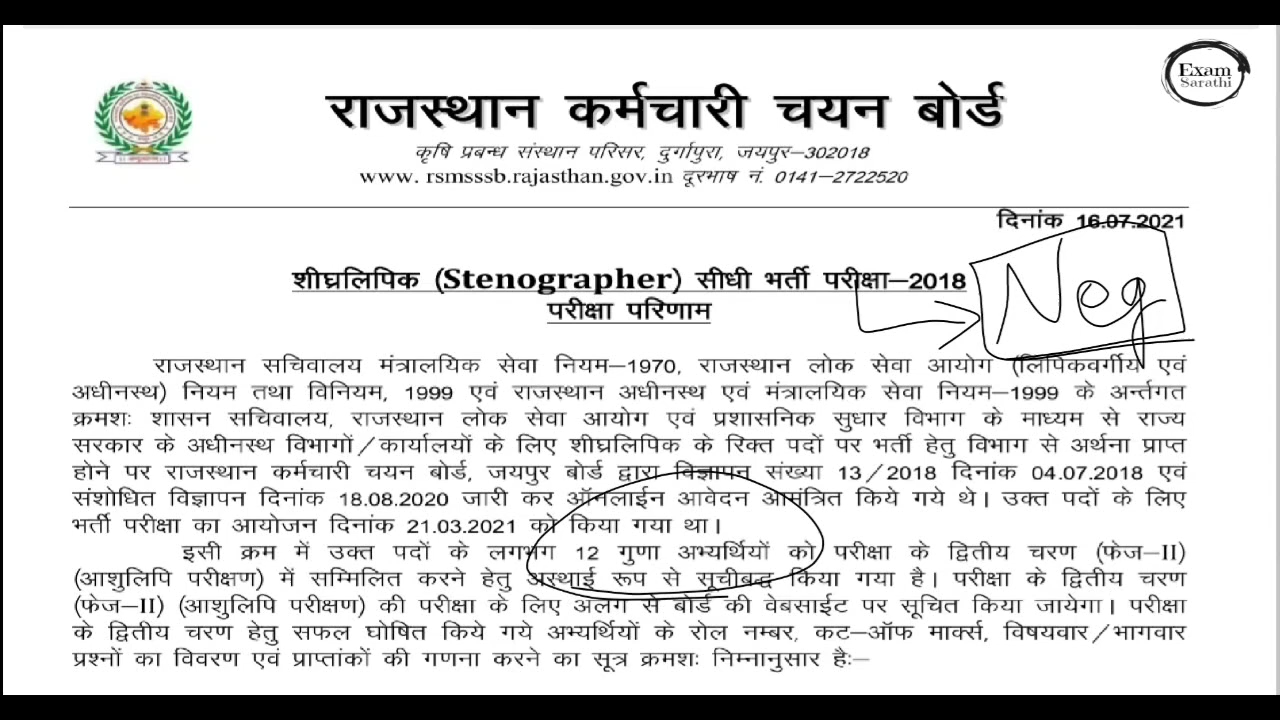 Exam
Sarathi
राजस्थान कर्मचारी चयन बोर्ड
कृषि प्रबन्ध संस्थान परिसर, दुर्गापुरा, जयपुर–302018
www. rsmsssb.rajasthan.gov.in दूरभाष नं. 0141–2722520
दिनांक 16.07.2021
शीघ्रलिपिक (Stenographer) सीधी भर्ती परीक्षा–2018
परीक्षा परिणाम
Neg
राजस्थान सचिवालय मंत्रालयिक सेवा नियम–1970, राजस्थान लोक सेवा आयोग (लिपिकवर्गीय एवं
अधीनस्थ) नियम तथा विनियम, 1999 एवं राजस्थान अधीनस्थ एवं मंत्रालयिक सेवा नियम–1999 के अर्न्तगत
क्रमशः शासन सचिवालय, राजस्थान लोक सेवा आयोग एवं प्रशासनिक सुधार विभाग के माध्यम से राज्य
सरकार के अधीनस्थ विभागों/कार्यालयों के लिए शीघ्रलिपिक के रिक्त पदों पर भर्ती हेतु विभाग से अर्थना प्राप्त
होने पर राजस्थान कर्मचारी चयन बोर्ड, जयपुर बोर्ड द्वारा विज्ञापन संख्या 13/2018 दिनांक 04.07.2018 एवं
संशोधित विज्ञापन दिनांक 18.08.2020 जारी कर ऑनलाईन आवेदन आमंत्रित किये गये थे। उक्त पदों के लिए
भर्ती परीक्षा का आयोजन दिनांक 21.03.2021 को किया गया था।
इसी क्रम में उक्त पदों के लगभग 12 गुणा अभ्यर्थियों को परीक्षा के द्वितीय चरण (फेज–II)
(आशुलिपि परीक्षण) में सम्मिलित करने हेतु अस्थाई रूप से सूचीबद्ध किया गया है। परीक्षा के द्वितीय चरण
(फेज–II) (आशुलिपि परीक्षण) की परीक्षा के लिए अलग से बोर्ड की वेबसाईट पर सूचित किया जायेगा। परीक्षा
के द्वितीय चरण हेतु सफल घोषित किये गये अभ्यर्थियों के रोल नम्बर, कट–ऑफ मार्क्स, विषयवार/भागवार
प्रश्नों का विवरण एवं प्राप्तांकों की गणना करने का सूत्र क्रमशः निम्नानुसार हैः–